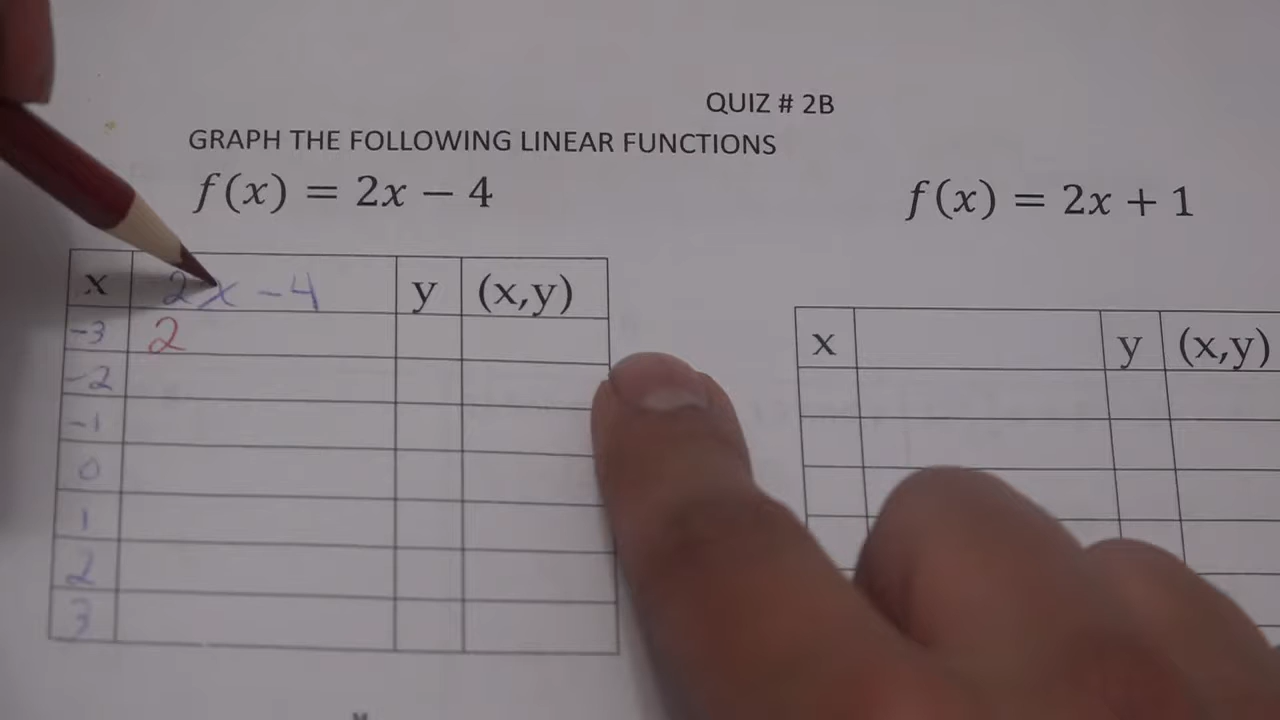 QUIZ # 2B
GRAPH THE FOLLOWING LINEAR FUNCTIONS
f(x) = 2x − 4
f(x) = 2x + 1
x 2x − 4 y (x,y)
-3 2
-2
-1
0
1
2
3
x y (x,y)